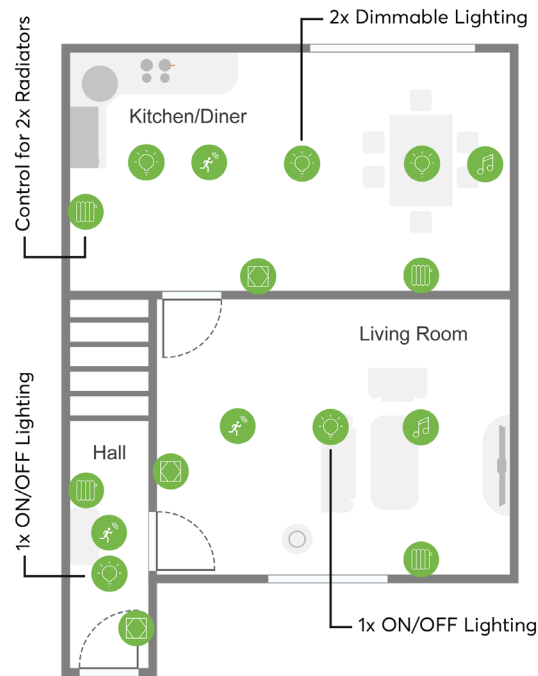 2x Dimmable Lighting
Control for 2x Radiators
Kitchen/Diner
Living Room
1x ON/OFF Lighting
Hall
1x ON/OFF Lighting